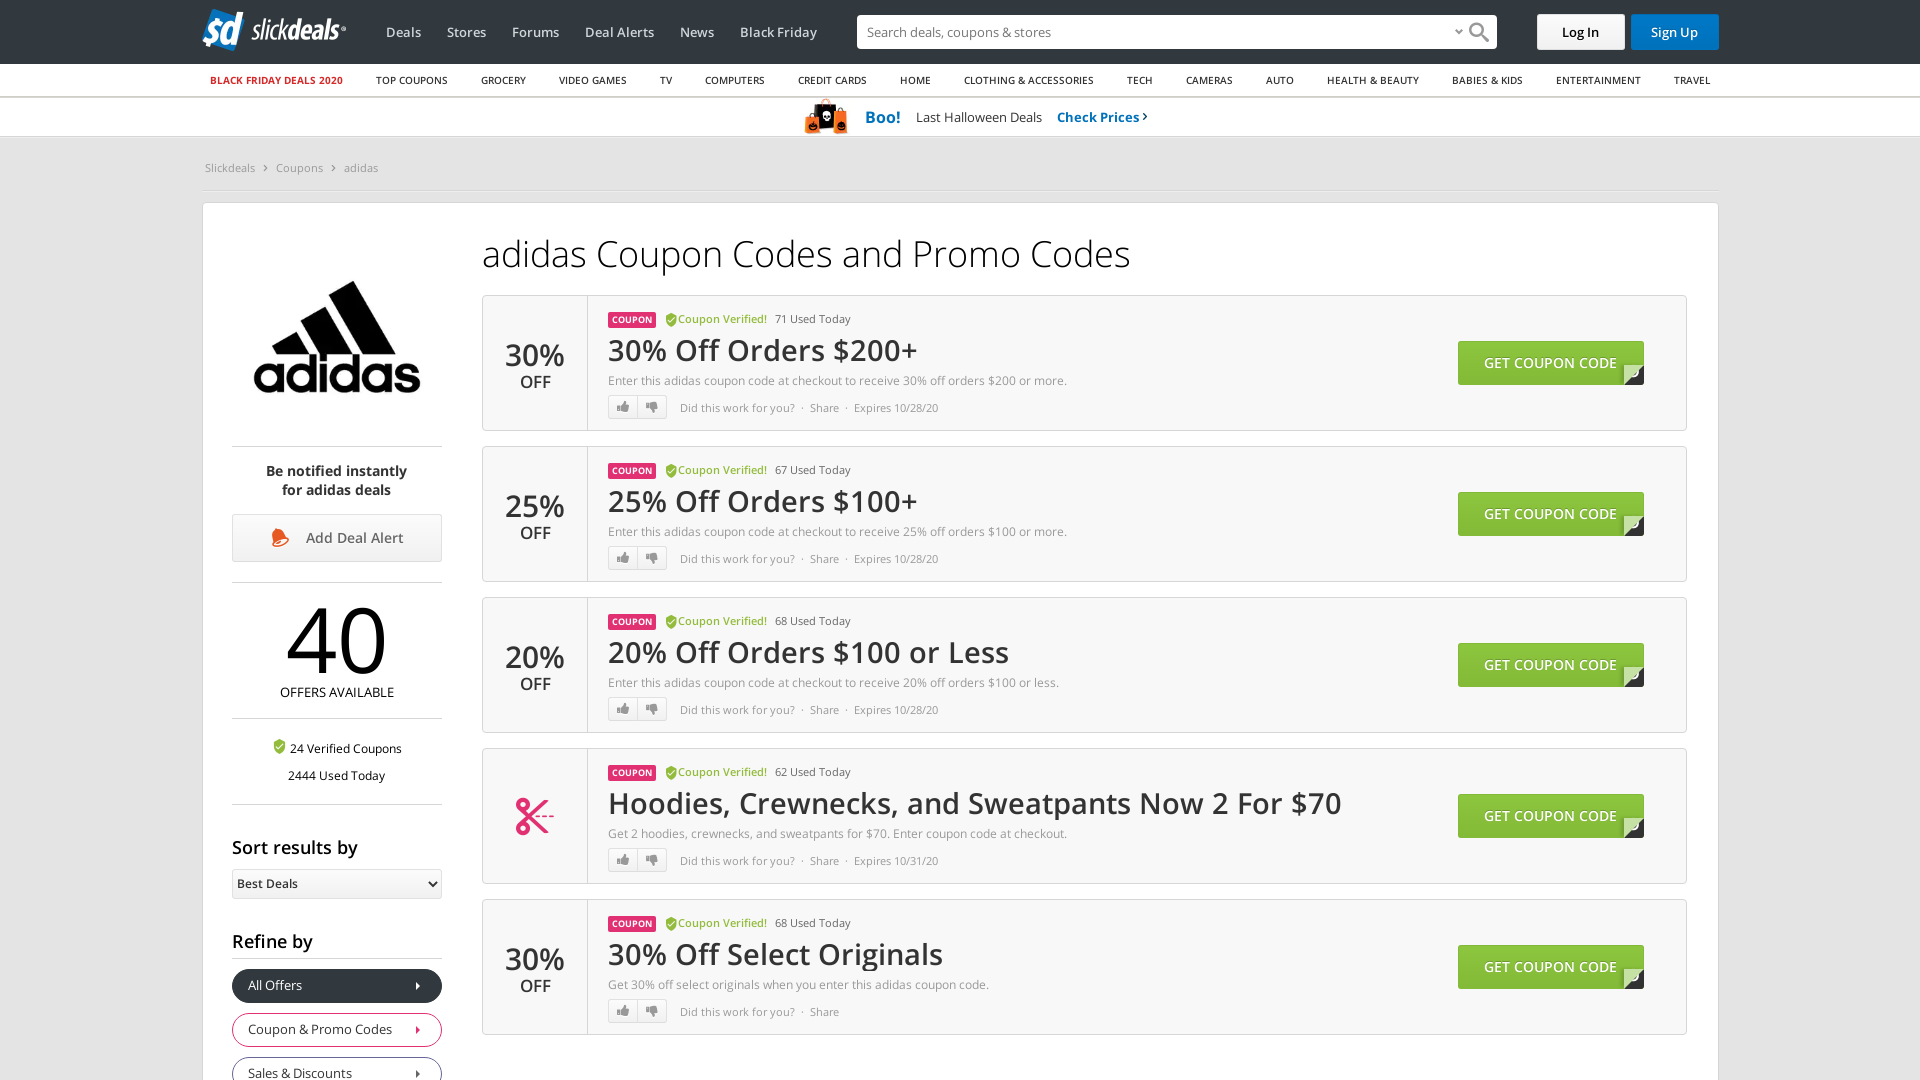 sd slickdeals
Deals
Stores
Forums
Deal Alerts
News
Black Friday
Search deals, coupons & stores
Log In
Sign Up
BLACK FRIDAY DEALS 2020
TOP COUPONS
GROCERY
VIDEO GAMES
TV
COMPUTERS
CREDIT CARDS
HOME
CLOTHING & ACCESSORIES
TECH
CAMERAS
AUTO
HEALTH & BEAUTY
BABIES & KIDS
ENTERTAINMENT
TRAVEL
Boo! Last Halloween Deals Check Prices ›
Slickdeals › Coupons › adidas
adidas
Be notified instantly
for adidas deals
Add Deal Alert
40
OFFERS AVAILABLE
24 Verified Coupons
2444 Used Today
Sort results by
Best Deals
Refine by
All Offers
Coupon & Promo Codes
Sales & Discounts
adidas Coupon Codes and Promo Codes
30%
OFF
COUPON Coupon Verified! 71 Used Today
30% Off Orders $200+
Enter this adidas coupon code at checkout to receive 30% off orders $200 or more.
Did this work for you? · Share · Expires 10/28/20
GET COUPON CODE
25%
OFF
COUPON Coupon Verified! 67 Used Today
25% Off Orders $100+
Enter this adidas coupon code at checkout to receive 25% off orders $100 or more.
Did this work for you? · Share · Expires 10/28/20
GET COUPON CODE
20%
OFF
COUPON Coupon Verified! 68 Used Today
20% Off Orders $100 or Less
Enter this adidas coupon code at checkout to receive 20% off orders $100 or less.
Did this work for you? · Share · Expires 10/28/20
GET COUPON CODE
COUPON Coupon Verified! 62 Used Today
Hoodies, Crewnecks, and Sweatpants Now 2 For $70
Get 2 hoodies, crewnecks, and sweatpants for $70. Enter coupon code at checkout.
Did this work for you? · Share · Expires 10/31/20
GET COUPON CODE
30%
OFF
COUPON Coupon Verified! 68 Used Today
30% Off Select Originals
Get 30% off select originals when you enter this adidas coupon code.
Did this work for you? · Share
GET COUPON CODE